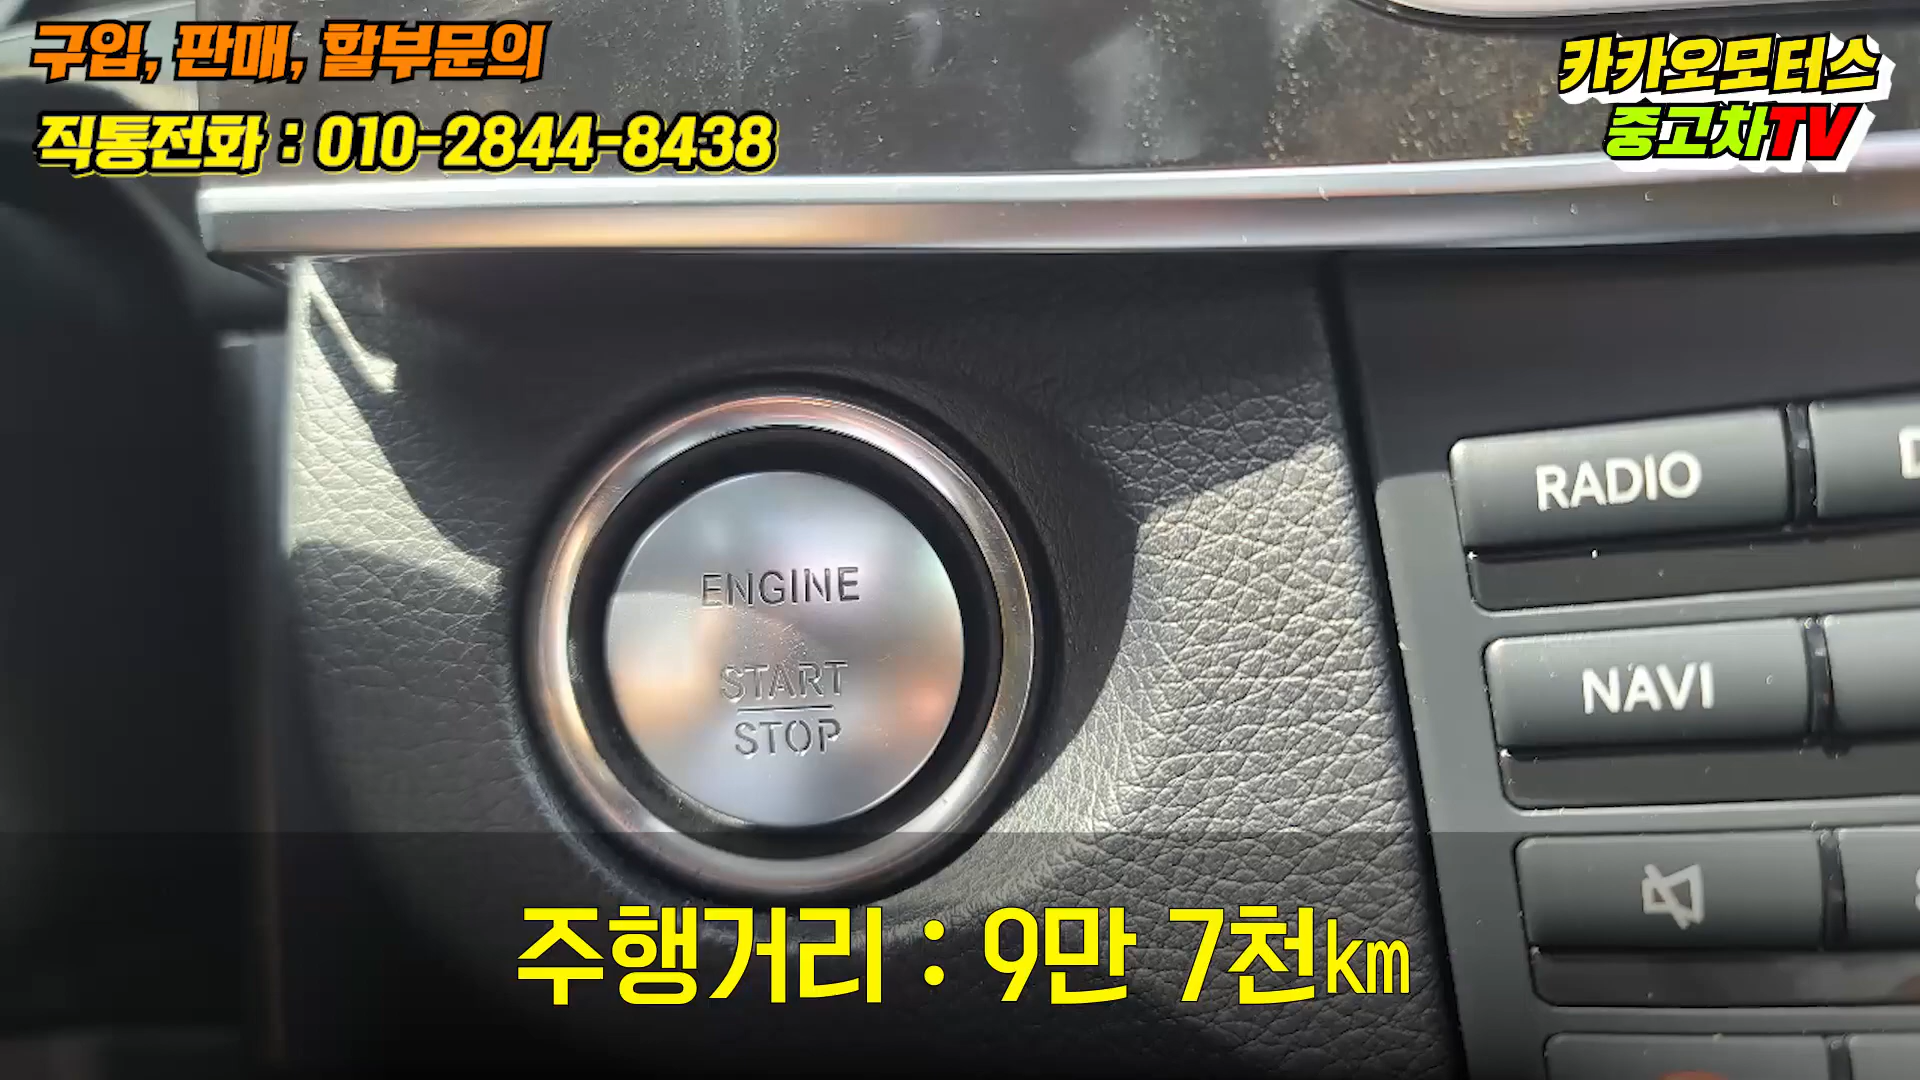 구입, 판매, 할부문의
직통전화 : 010-2844-8438
카카오모터스
중고차TV
ENGINE
START
STOP
RADIO
NAVI
주행거리 : 9만 7천km